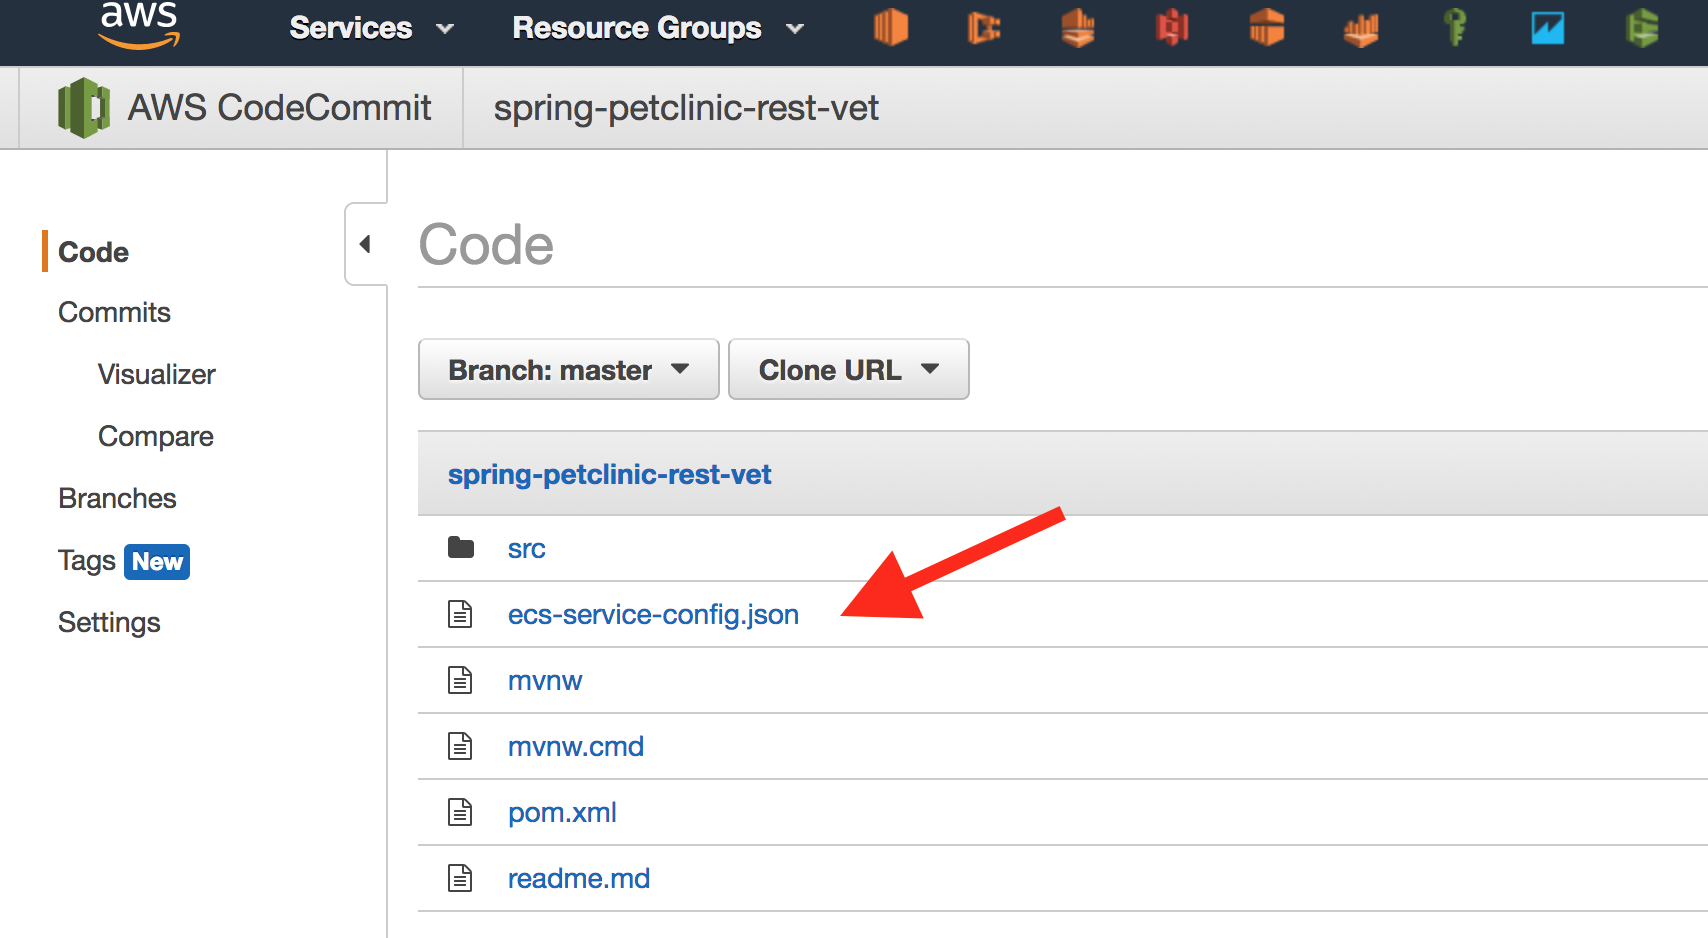 aws Services Resource Groups
AWS CodeCommit spring-petclinic-rest-vet
Code
Commits
Visualizer
Compare
Branches
Tags New
Settings
Code
Branch: master Clone URL
spring-petclinic-rest-vet
src
ecs-service-config.json
mvnw
mvnw.cmd
pom.xml
readme.md